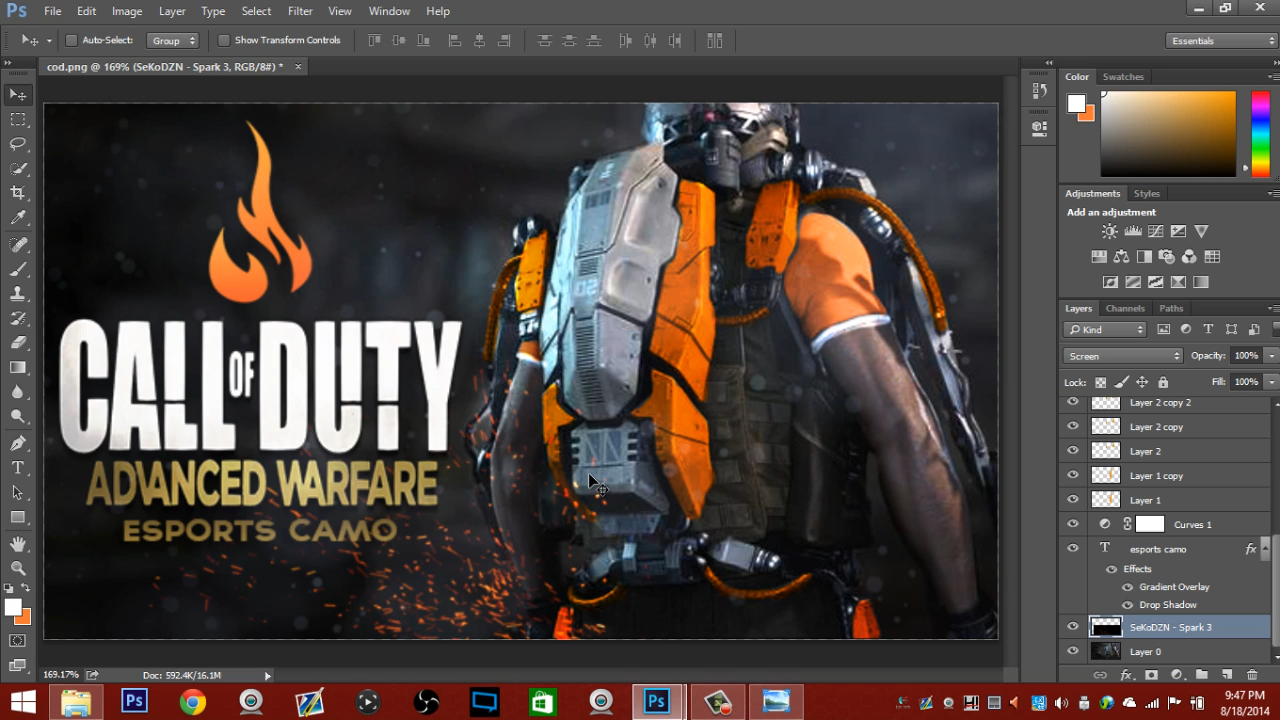 Ps File Edit Image Layer Type Select Filter View Window Help
Auto-Select: Group Show Transform Controls Essentials
cod.png @ 169% (SeKoDZN - Spark 3, RGB/8#) *
Color Swatches
CALL OF DUTY
ADVANCED WARFARE
ESPORTS CAMO
Adjustments Styles
Add an adjustment
Layers Channels Paths
Kind
Screen Opacity: 100%
Lock: Fill: 100%
Layer 2 copy 2
Layer 2 copy
Layer 2
Layer 1 copy
Layer 1
Curves 1
T esports camo fx
Effects
Gradient Overlay
Drop Shadow
SeKoDZN - Spark 3
Layer 0
169.17% Doc: 592.4K/16.1M
Ps Ps 9:47 PM
8/18/2014